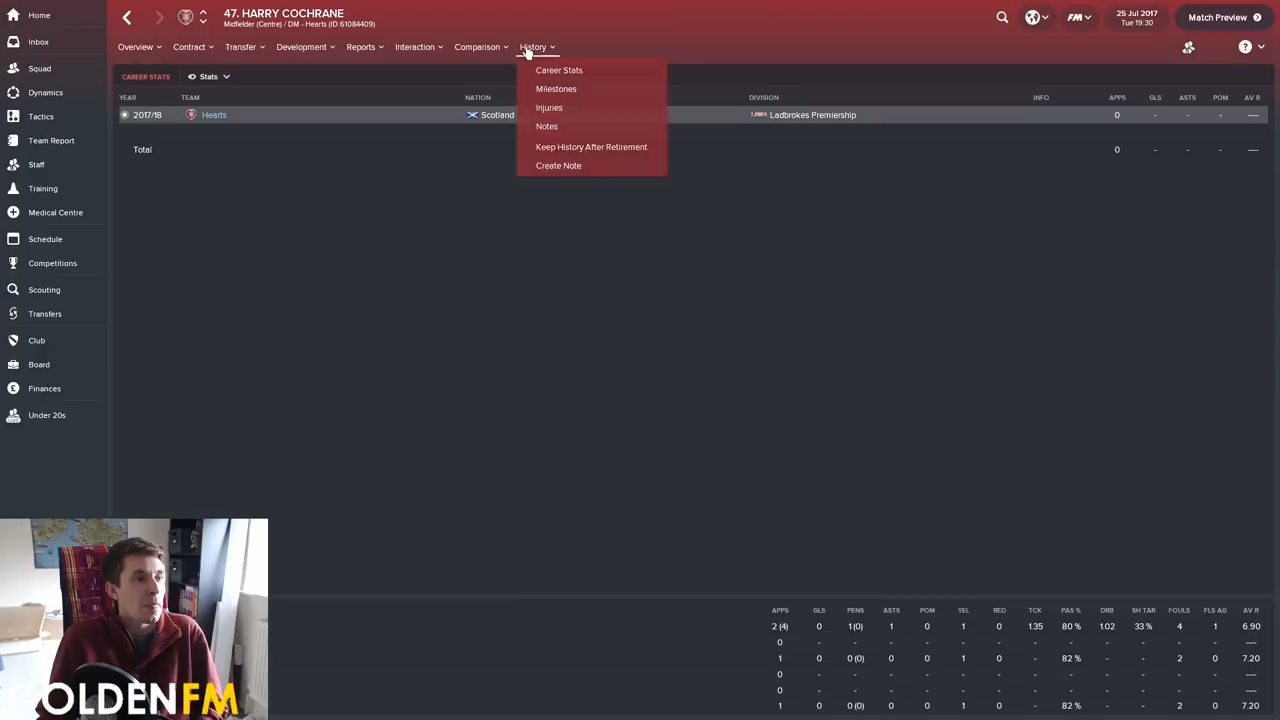 47. HARRY COCHRANE
Midfielder (Centre) / DM - Hearts (ID:61084409)
25 Jul 2017
Tue 19:30
FM
Match Preview
Home
Inbox
Squad
Dynamics
Tactics
Team Report
Staff
Training
Medical Centre
Schedule
Competitions
Scouting
Transfers
Club
Board
Finances
Under 20s
Overview Contract Transfer Development Reports Interaction Comparison History
?
CAREER STATS Stats
Career Stats
Milestones
Injuries
Notes
Keep History After Retirement
Create Note
YEAR TEAM NATION DIVISION INFO APPS GLS ASTS POM AV R
2017/18 Hearts Scotland Ladbrokes Premiership 0 - - - ---
Total 0 - - - ---
APPS GLS PENS ASTS POM YEL RED TCK PAS % DRB SH TAR FOULS FLS AG AV R
2 (4) 0 1 (0) 1 0 1 0 1.35 80 % 1.02 33 % 4 1 6.90
0 - - - - - - - - - - - - ---
1 0 0 (0) 0 0 1 0 - 82 % - - 2 0 7.20
0 - - - - - - - - - - - - ---
0 - - - - - - - - - - - - ---
1 0 0 (0) 0 0 1 0 - 82 % - - 2 0 7.20
GOLDENFM